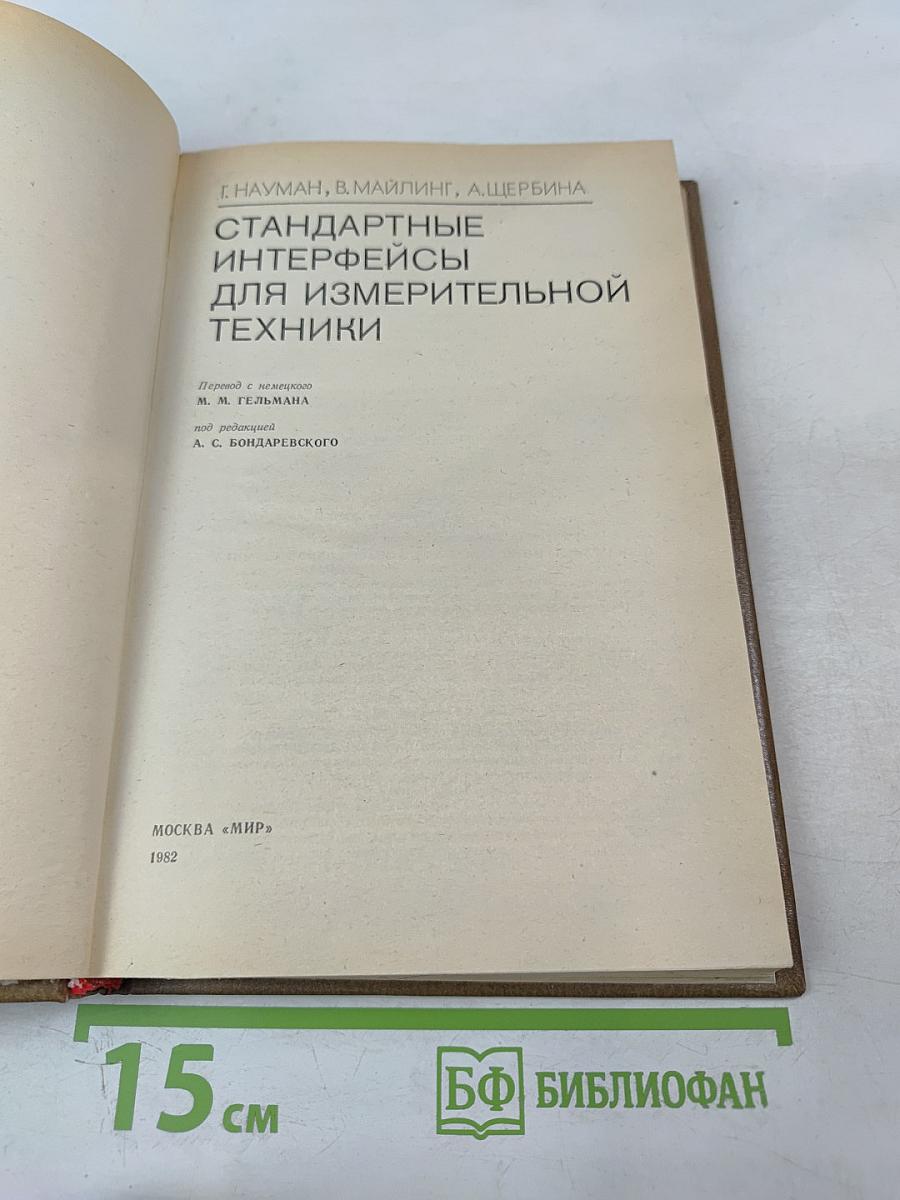 Г. НАУМАН, В. МАЙЛИНГ, А. ЩЕРБИНА
СТАНДАРТНЫЕ
ИНТЕРФЕЙСЫ
ДЛЯ ИЗМЕРИТЕЛЬНОЙ
ТЕХНИКИ
Перевод с немецкого
М. М. ГЕЛЬМАНА
под редакцией
А. С. БОНДАРЕВСКОГО
МОСКВА «МИР»
1982
15 см
БФ БИБЛИОФАН